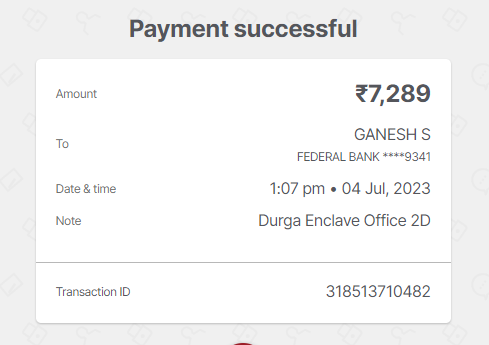 Payment successful
Amount ₹7,289
To GANESH S
FEDERAL BANK ****9341
Date & time 1:07 pm • 04 Jul, 2023
Note Durga Enclave Office 2D
Transaction ID 318513710482